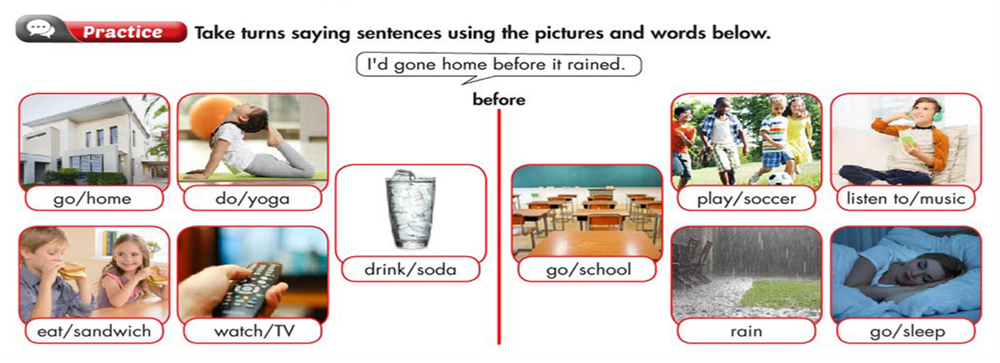 Practice
Take turns saying sentences using the pictures and words below.
I'd gone home before it rained.
before
go/home
do/yoga
drink/soda
eat/sandwich
watch/TV
go/school
play/soccer
listen to/music
rain
go/sleep